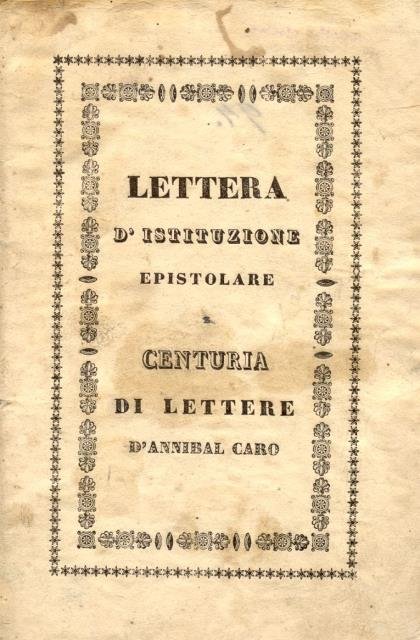 LETTERA
D' ISTITUZIONE
EPISTOLARE
E
CENTURIA
DI LETTERE
D'ANNIBAL CARO